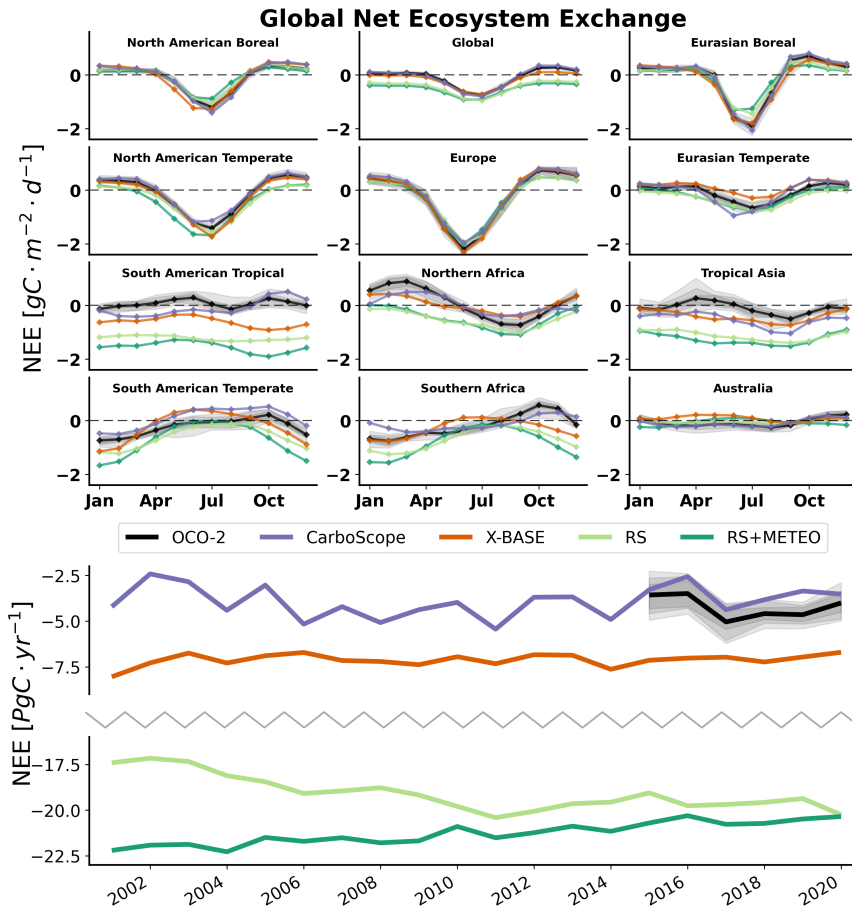 Global Net Ecosystem Exchange
North American Boreal
Global
Eurasian Boreal
0
−2
0
−2
0
−2
North American Temperate
Europe
Eurasian Temperate
0
−2
0
−2
0
−2
NEE [gC · m⁻² · d⁻¹]
South American Tropical
Northern Africa
Tropical Asia
0
−2
0
−2
0
−2
South American Temperate
Southern Africa
Australia
0
−2
0
−2
0
−2
Jan Apr Jul Oct
Jan Apr Jul Oct
Jan Apr Jul Oct
OCO-2 CarboScope X-BASE RS RS+METEO
NEE [PgC · yr⁻¹]
−2.5
−5.0
−7.5
−17.5
−20.0
−22.5
2002 2004 2006 2008 2010 2012 2014 2016 2018 2020